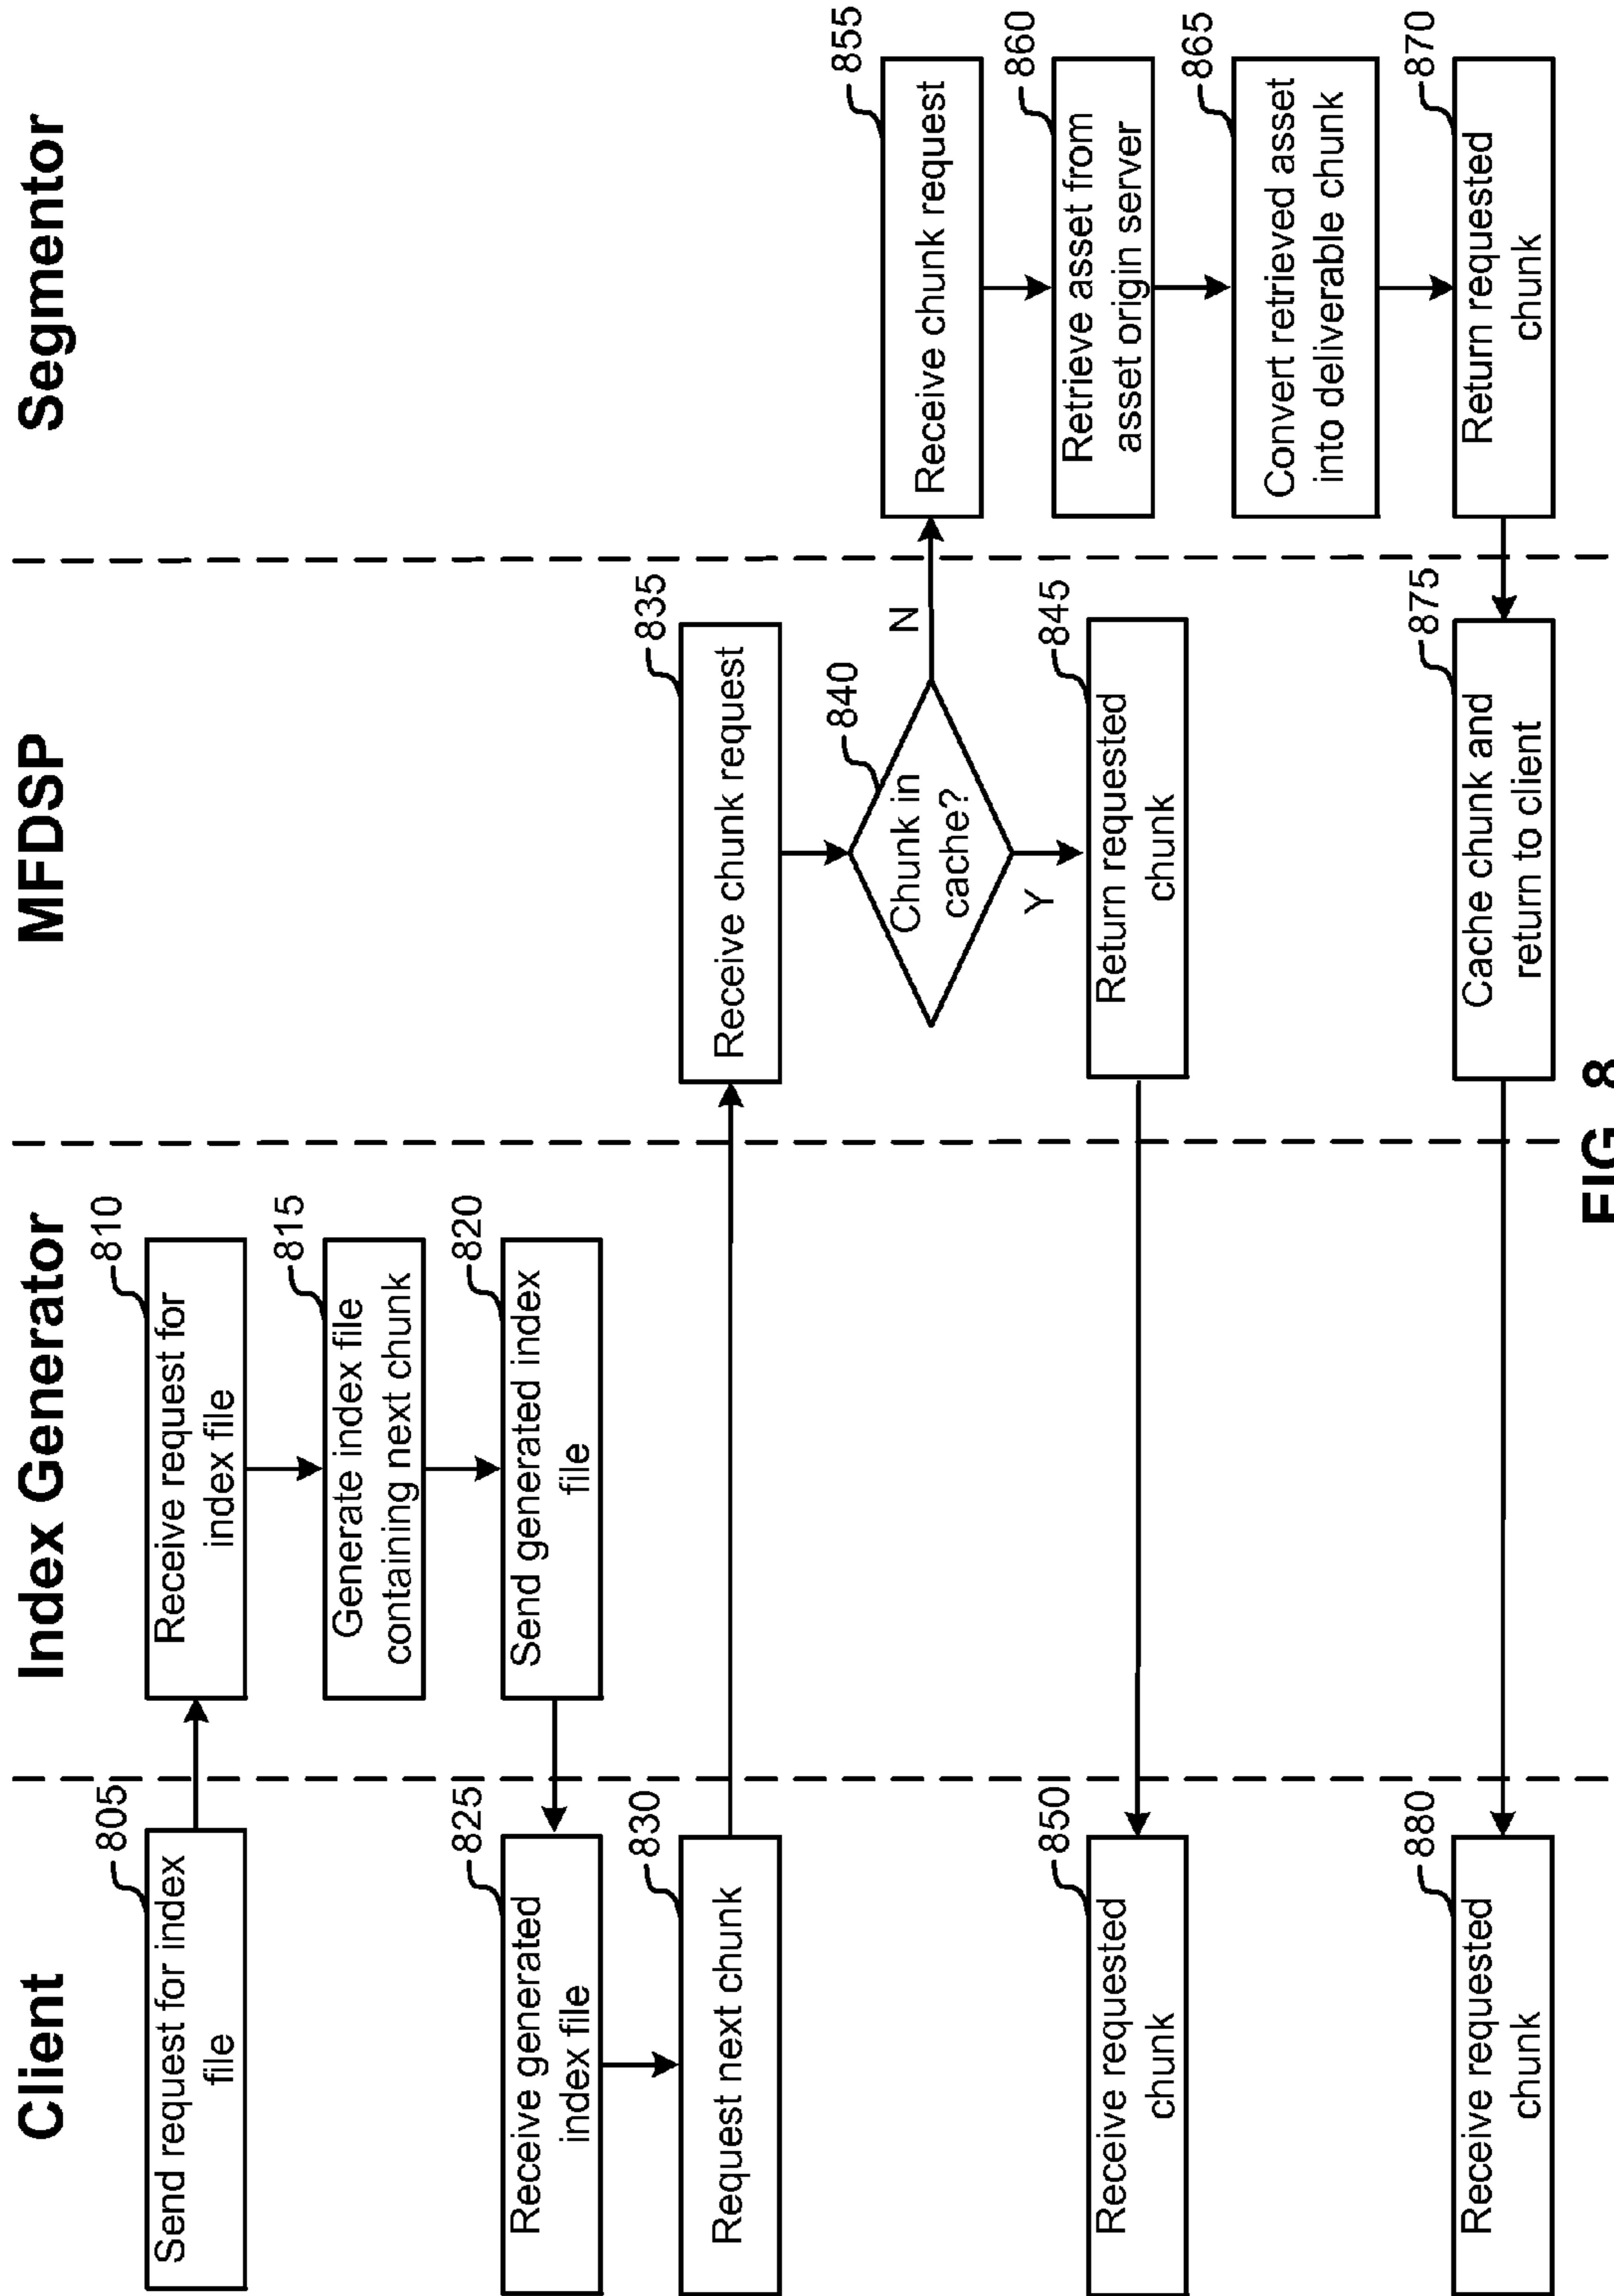 Client
Index Generator
MFDSP
Segmentor
805
Send request for index
file
810
Receive request for
index file
815
Generate index file
containing next chunk
820
Send generated index
file
825
Receive generated
index file
830
Request next chunk
835
Receive chunk request
840
Chunk in
cache?
N
Y
845
Return requested
chunk
850
Receive requested
chunk
855
Receive chunk request
860
Retrieve asset from
asset origin server
865
Convert retrieved asset
into deliverable chunk
870
Return requested
chunk
875
Cache chunk and
return to client
880
Receive requested
chunk
FIG. 8